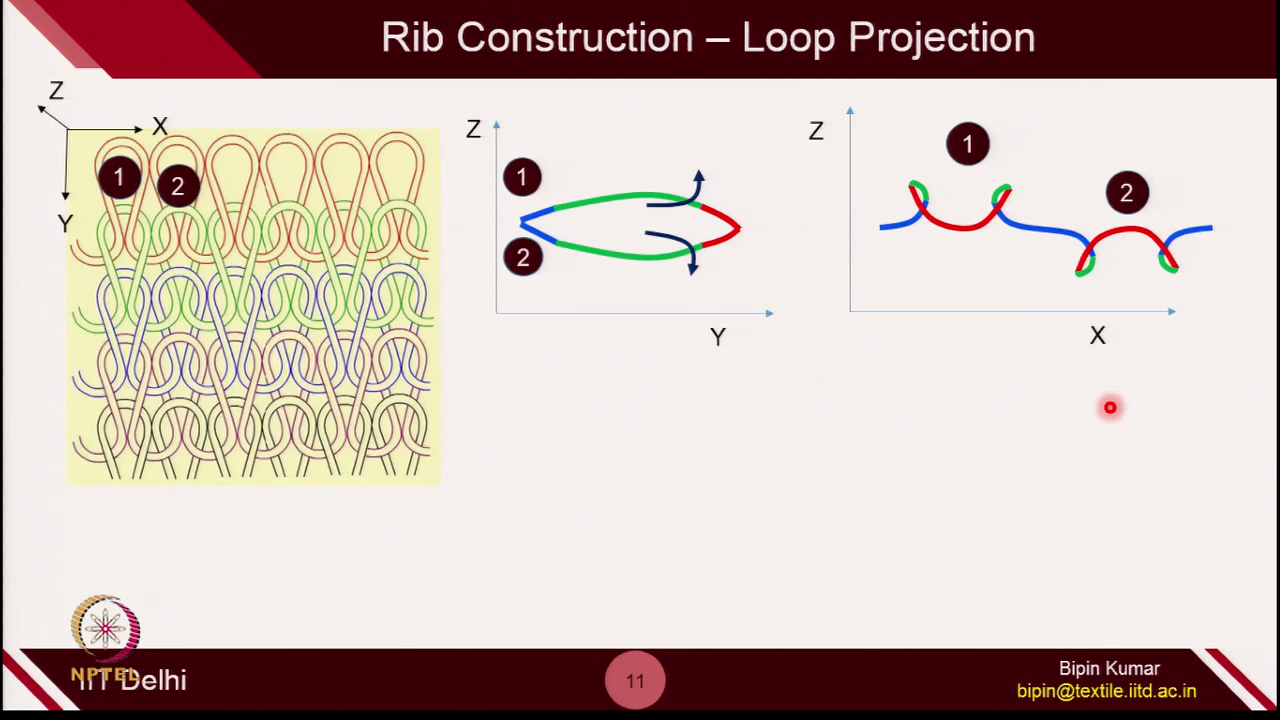 Rib Construction – Loop Projection
Z
X
Y
1
2
Z
1
2
Y
Z
1
2
X
NPTEL
IIT Delhi
11
Bipin Kumar
bipin@textile.iitd.ac.in